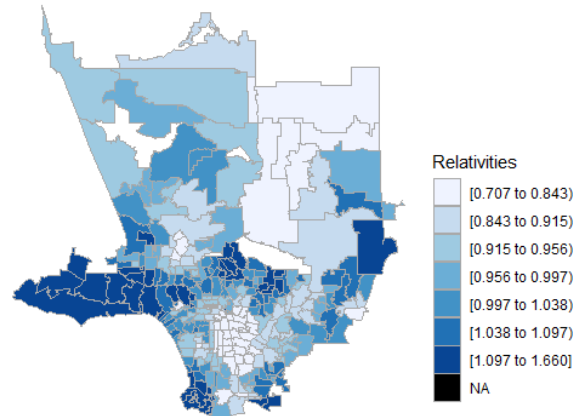 Relativities
[0.707 to 0.843)
[0.843 to 0.915)
[0.915 to 0.956)
[0.956 to 0.997)
[0.997 to 1.038)
[1.038 to 1.097)
[1.097 to 1.660]
NA